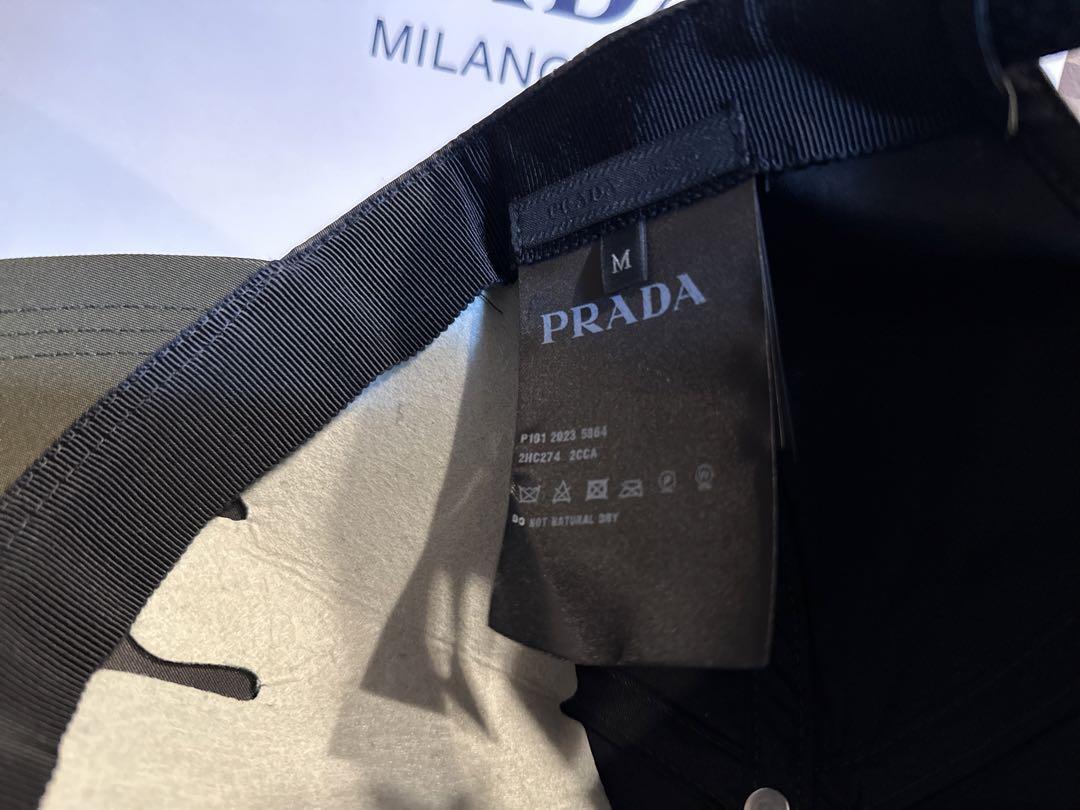 MILANO
PRADA
M
PRADA
P101 2023 5864
2HC274 2CCA
DO NOT NATURAL DRY